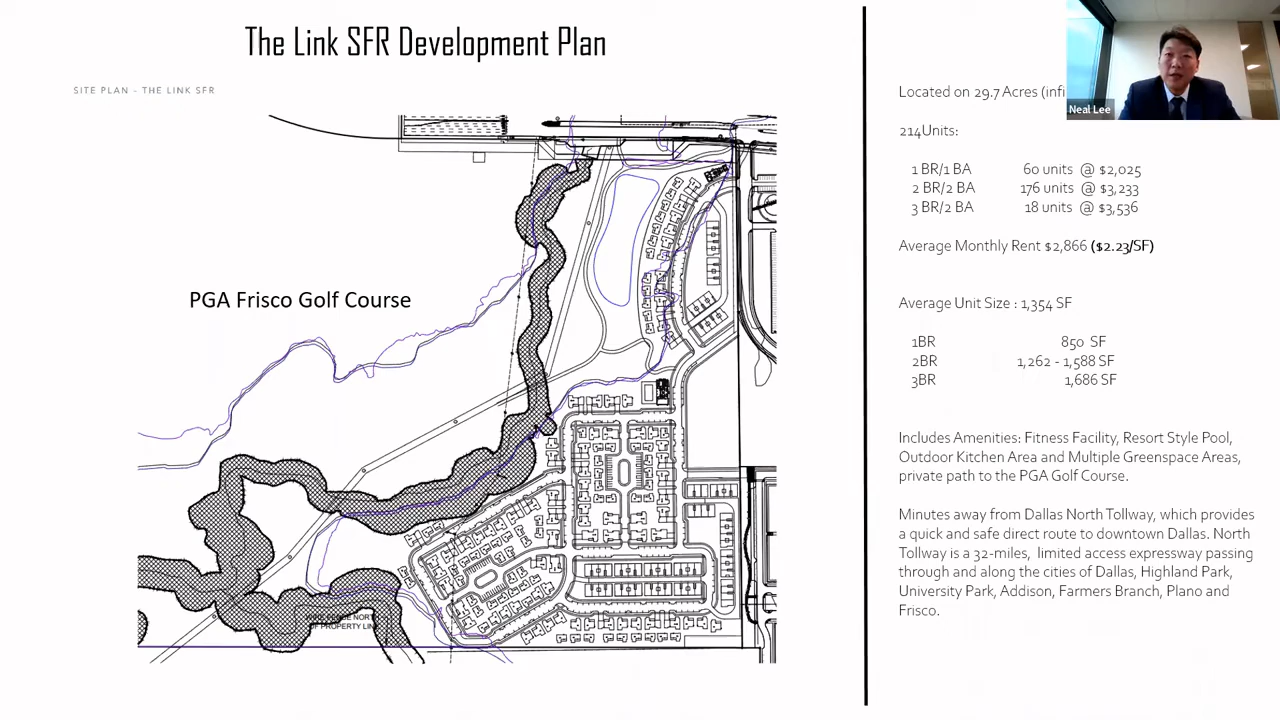 The Link SFR Development Plan
SITE PLAN - THE LINK SFR
PGA Frisco Golf Course
OF PROPERTY LINE
Neal Lee
Located on 29.7 Acres (infi
214Units:
1 BR/1 BA 60 units @ $2,025
2 BR/2 BA 176 units @ $3,233
3 BR/2 BA 18 units @ $3,536
Average Monthly Rent $2,866 ($2.23/SF)
Average Unit Size : 1,354 SF
1BR 850 SF
2BR 1,262 - 1,588 SF
3BR 1,686 SF
Includes Amenities: Fitness Facility, Resort Style Pool,
Outdoor Kitchen Area and Multiple Greenspace Areas,
private path to the PGA Golf Course.
Minutes away from Dallas North Tollway, which provides
a quick and safe direct route to downtown Dallas. North
Tollway is a 32-miles, limited access expressway passing
through and along the cities of Dallas, Highland Park,
University Park, Addison, Farmers Branch, Plano and
Frisco.